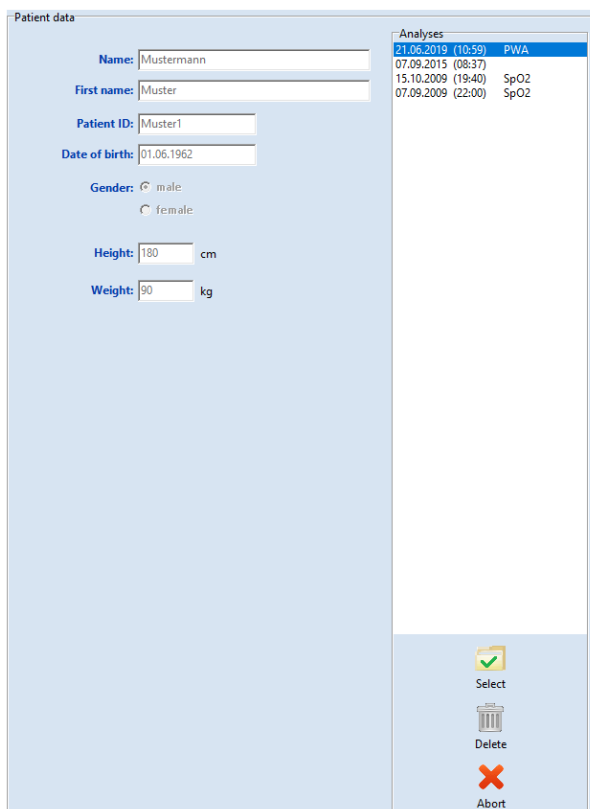 Patient data
Name: Mustermann
First name: Muster
Patient ID: Muster1
Date of birth: 01.06.1962
Gender: male
female
Height: 180 cm
Weight: 90 kg
Analyses
21.06.2019 (10:59) PWA
07.09.2015 (08:37)
15.10.2009 (19:40) SpO2
07.09.2009 (22:00) SpO2
Select
Delete
Abort